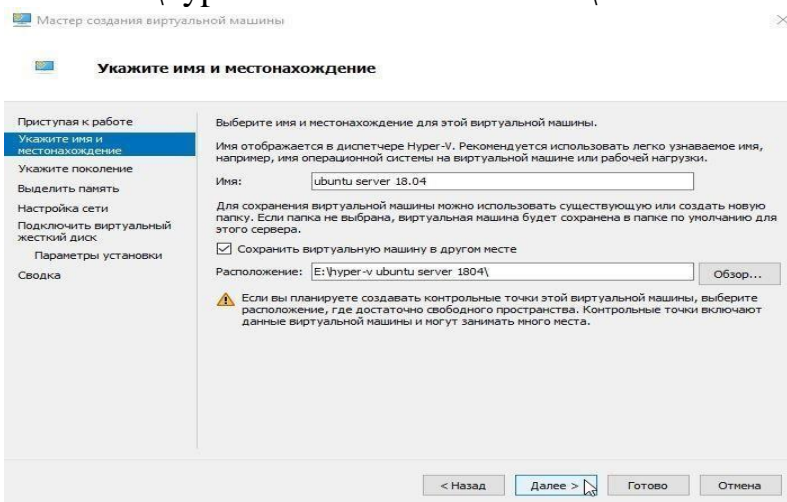 Мастер создания виртуальной машины
Укажите имя и местонахождение
Приступая к работе
Укажите имя и
местонахождение
Укажите поколение
Выделить память
Настройка сети
Подключить виртуальный
жесткий диск
Параметры установки
Сводка
Выберите имя и местонахождение для этой виртуальной машины.
Имя отображается в диспетчере Hyper-V. Рекомендуется использовать легко узнаваемое имя,
например, имя операционной системы на виртуальной машине или рабочей нагрузки.
Имя: ubuntu server 18.04
Для сохранения виртуальной машины можно использовать существующую или создать новую
папку. Если папка не выбрана, виртуальная машина будет сохранена в папке по умолчанию для
этого сервера.
Сохранить виртуальную машину в другом месте
Расположение: E:\hyper-v ubuntu server 1804\ Обзор...
Если вы планируете создавать контрольные точки этой виртуальной машины, выберите
расположение, где достаточно свободного пространства. Контрольные точки включают
данные виртуальной машины и могут занимать много места.
< Назад Далее > Готово Отмена